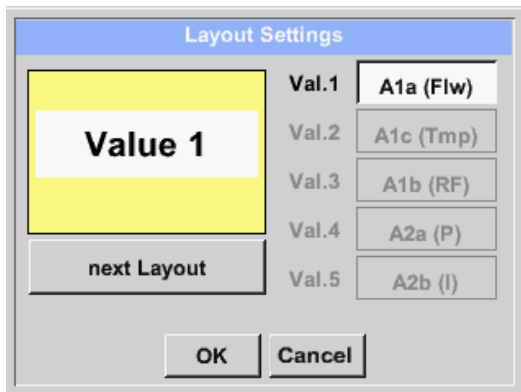 Layout Settings
Value 1
next Layout
Val.1 A1a (Flw)
Val.2 A1c (Tmp)
Val.3 A1b (RF)
Val.4 A2a (P)
Val.5 A2b (I)
OK Cancel